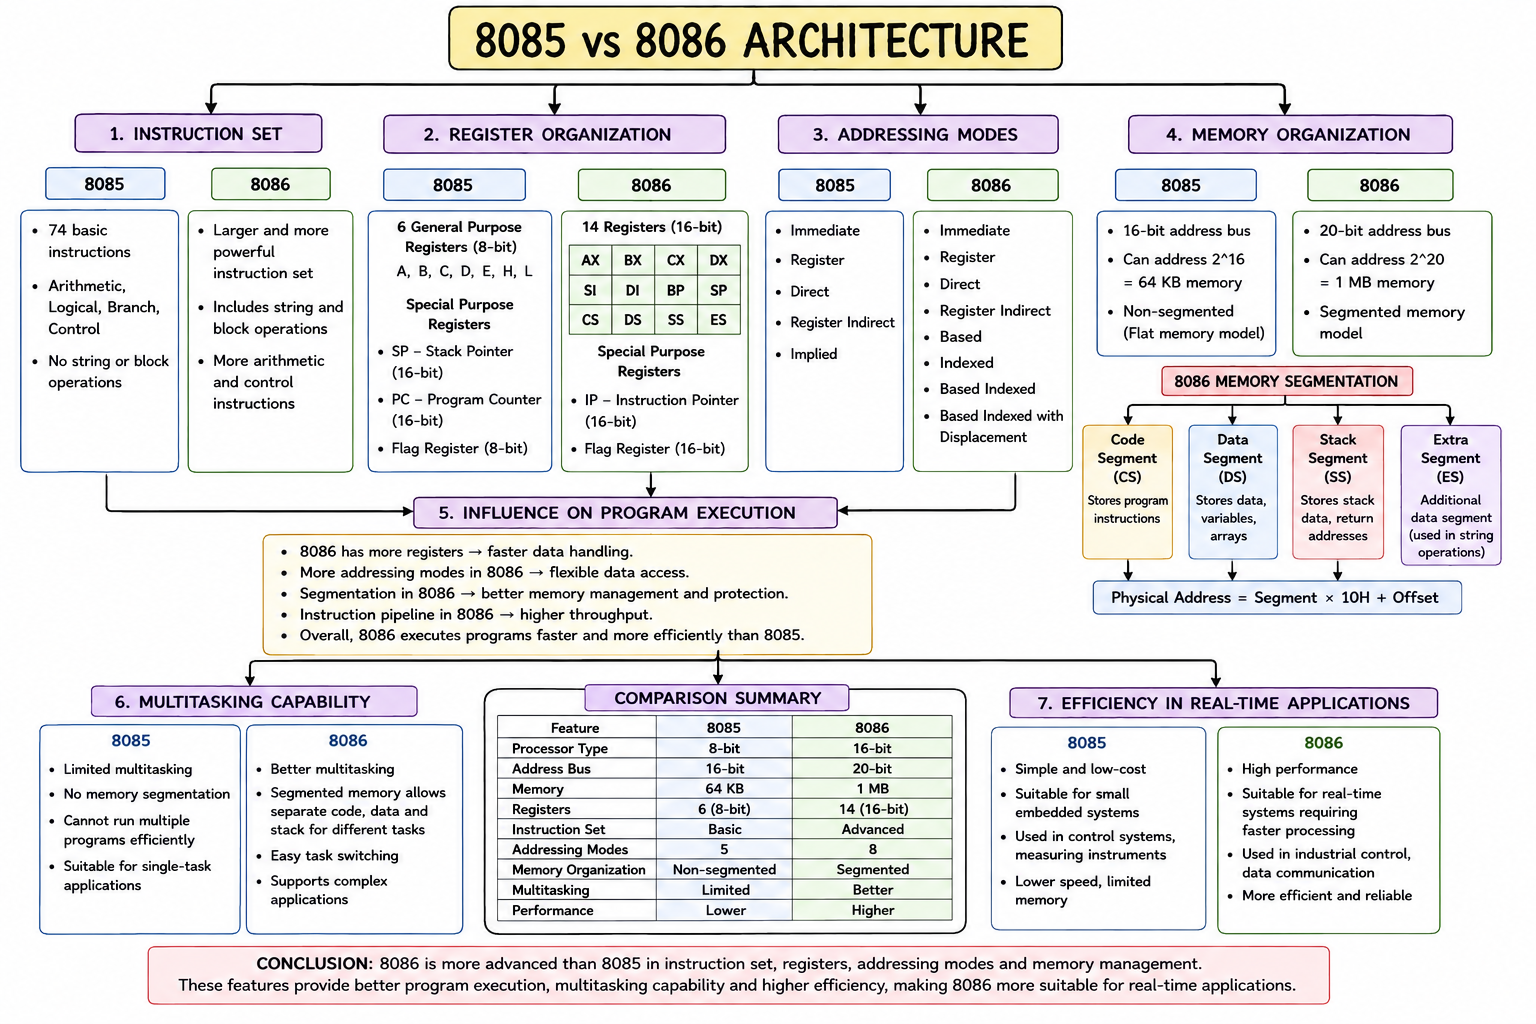 8085 vs 8086 ARCHITECTURE
1. INSTRUCTION SET
8085
• 74 basic
instructions
• Arithmetic,
Logical, Branch,
Control
• No string or block
operations
8086
• Larger and more
powerful
instruction set
• Includes string and
block operations
• More arithmetic
and control
instructions
2. REGISTER ORGANIZATION
8085
6 General Purpose
Registers (8-bit)
A, B, C, D, E, H, L
Special Purpose
Registers
• SP – Stack Pointer
(16-bit)
• PC – Program Counter
(16-bit)
• Flag Register (8-bit)
8086
14 Registers (16-bit)
AX BX CX DX
SI DI BP SP
CS DS SS ES
Special Purpose
Registers
• IP – Instruction Pointer
(16-bit)
• Flag Register (16-bit)
3. ADDRESSING MODES
8085
• Immediate
• Register
• Direct
• Register Indirect
• Implied
8086
• Immediate
• Register
• Direct
• Register Indirect
• Based
• Indexed
• Based Indexed
• Based Indexed with
Displacement
4. MEMORY ORGANIZATION
8085
• 16-bit address bus
• Can address 2^16
= 64 KB memory
• Non-segmented
(Flat memory model)
8086
• 20-bit address bus
• Can address 2^20
= 1 MB memory
• Segmented memory
model
8086 MEMORY SEGMENTATION
Code
Segment
(CS)
Stores program
instructions
Data
Segment
(DS)
Stores data,
variables,
arrays
Stack
Segment
(SS)
Stores stack
data, return
addresses
Extra
Segment
(ES)
Additional
data segment
(used in string
operations)
Physical Address = Segment × 10H + Offset
5. INFLUENCE ON PROGRAM EXECUTION
• 8086 has more registers → faster data handling.
• More addressing modes in 8086 → flexible data access.
• Segmentation in 8086 → better memory management and protection.
• Instruction pipeline in 8086 → higher throughput.
• Overall, 8086 executes programs faster and more efficiently than 8085.
6. MULTITASKING CAPABILITY
8085
• Limited multitasking
• No memory segmentation
• Cannot run multiple
programs efficiently
• Suitable for single-task
applications
8086
• Better multitasking
• Segmented memory allows
separate code, data and
stack for different tasks
• Easy task switching
• Supports complex
applications
COMPARISON SUMMARY
Feature 8085 8086
Processor Type 8-bit 16-bit
Address Bus 16-bit 20-bit
Memory 64 KB 1 MB
Registers 6 (8-bit) 14 (16-bit)
Instruction Set Basic Advanced
Addressing Modes 5 8
Memory Organization Non-segmented Segmented
Multitasking Limited Better
Performance Lower Higher
7. EFFICIENCY IN REAL-TIME APPLICATIONS
8085
• Simple and low-cost
• Suitable for small
embedded systems
• Used in control systems,
measuring instruments
• Lower speed, limited
memory
8086
• High performance
• Suitable for real-time
systems requiring
faster processing
• Used in industrial control,
data communication
• More efficient and reliable
CONCLUSION: 8086 is more advanced than 8085 in instruction set, registers, addressing modes and memory management.
These features provide better program execution, multitasking capability and higher efficiency, making 8086 more suitable for real-time applications.